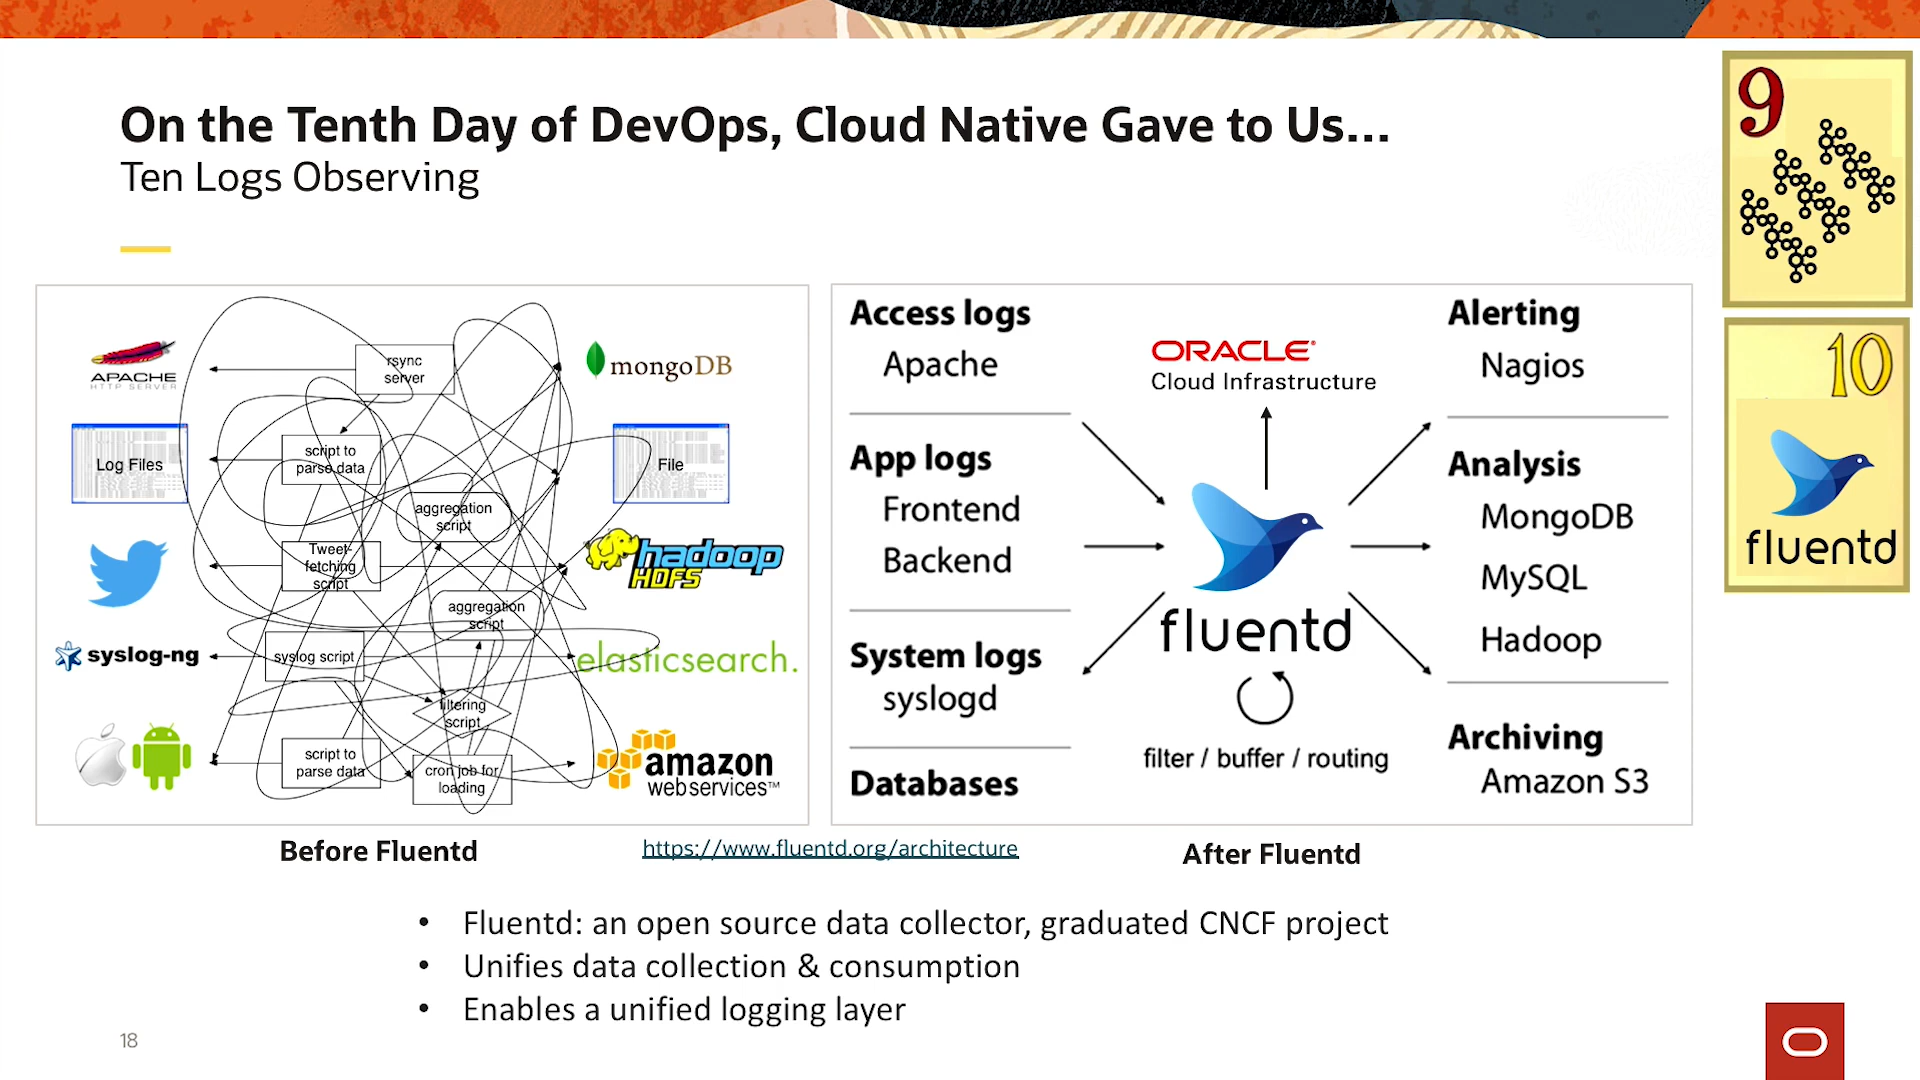 On the Tenth Day of DevOps, Cloud Native Gave to Us...
Ten Logs Observing
9
10
fluentd
APACHE
HTTP SERVER
Log Files
syslog-ng
rsync
server
script to
parse data
aggregation
script
Tweet-
fetching
script
aggregation
script
syslog script
filtering
script
script to
parse data
cron job for
loading
mongoDB
File
hadoop
HDFS
elasticsearch.
amazon
webservices™
Before Fluentd
https://www.fluentd.org/architecture
Access logs
Apache
App logs
Frontend
Backend
System logs
syslogd
Databases
ORACLE®
Cloud Infrastructure
fluentd
filter / buffer / routing
Alerting
Nagios
Analysis
MongoDB
MySQL
Hadoop
Archiving
Amazon S3
After Fluentd
• Fluentd: an open source data collector, graduated CNCF project
• Unifies data collection & consumption
• Enables a unified logging layer
18